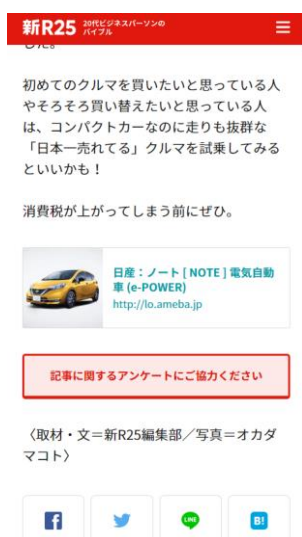 新R25 20代ビジネスパーソンの
バイブル
した。
初めてのクルマを買いたいと思っている人
やそろそろ買い替えたいと思っている人
は、コンパクトカーなのに走りも抜群な
「日本一売れてる」クルマを試乗してみる
といいかも！
消費税が上がってしまう前にぜひ。
日産：ノート [ NOTE ] 電気自動
車 (e-POWER)
http://lo.ameba.jp
記事に関するアンケートにご協力ください
〈取材・文＝新R25編集部／写真＝オカダ
マコト〉
f LINE B!